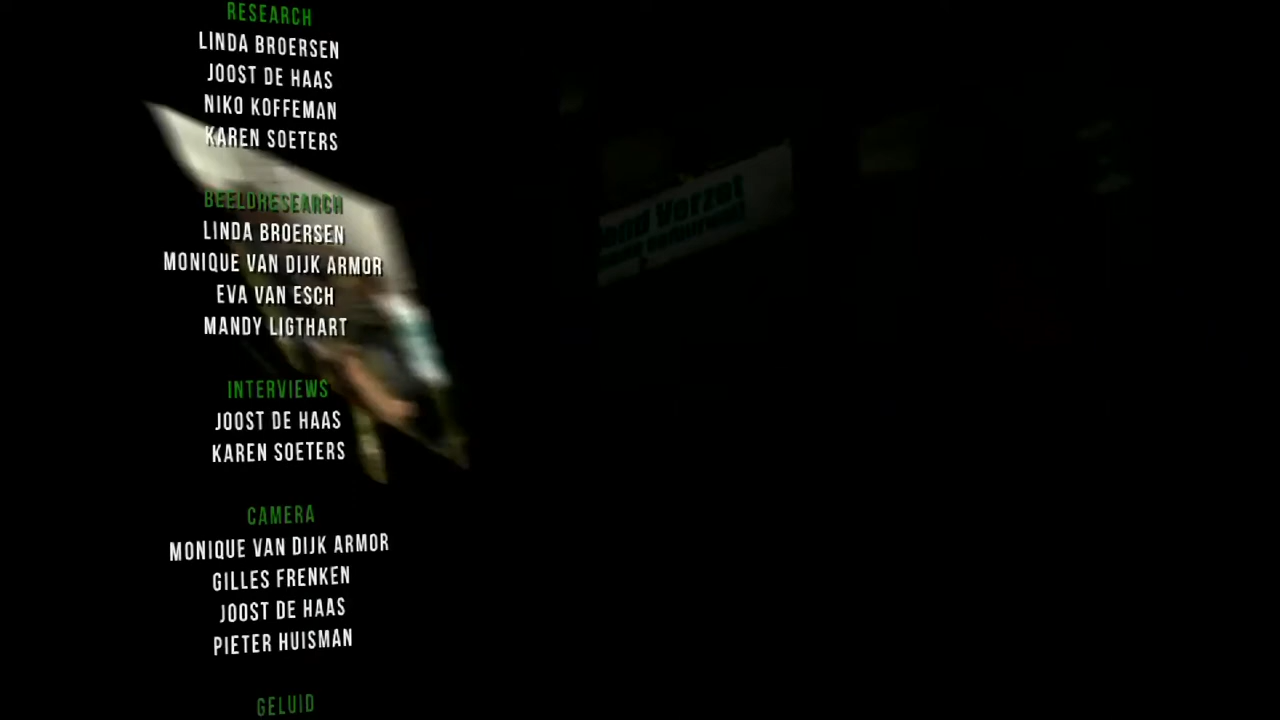 RESEARCH
LINDA BROERSEN
JOOST DE HAAS
NIKO KOFFEMAN
KAREN SOETERS
BEELDRESEARCH
LINDA BROERSEN
MONIQUE VAN DIJK ARMOR
EVA VAN ESCH
MANDY LIGTHART
INTERVIEWS
JOOST DE HAAS
KAREN SOETERS
CAMERA
MONIQUE VAN DIJK ARMOR
GILLES FRENKEN
JOOST DE HAAS
PIETER HUISMAN
GELUID
Verzet